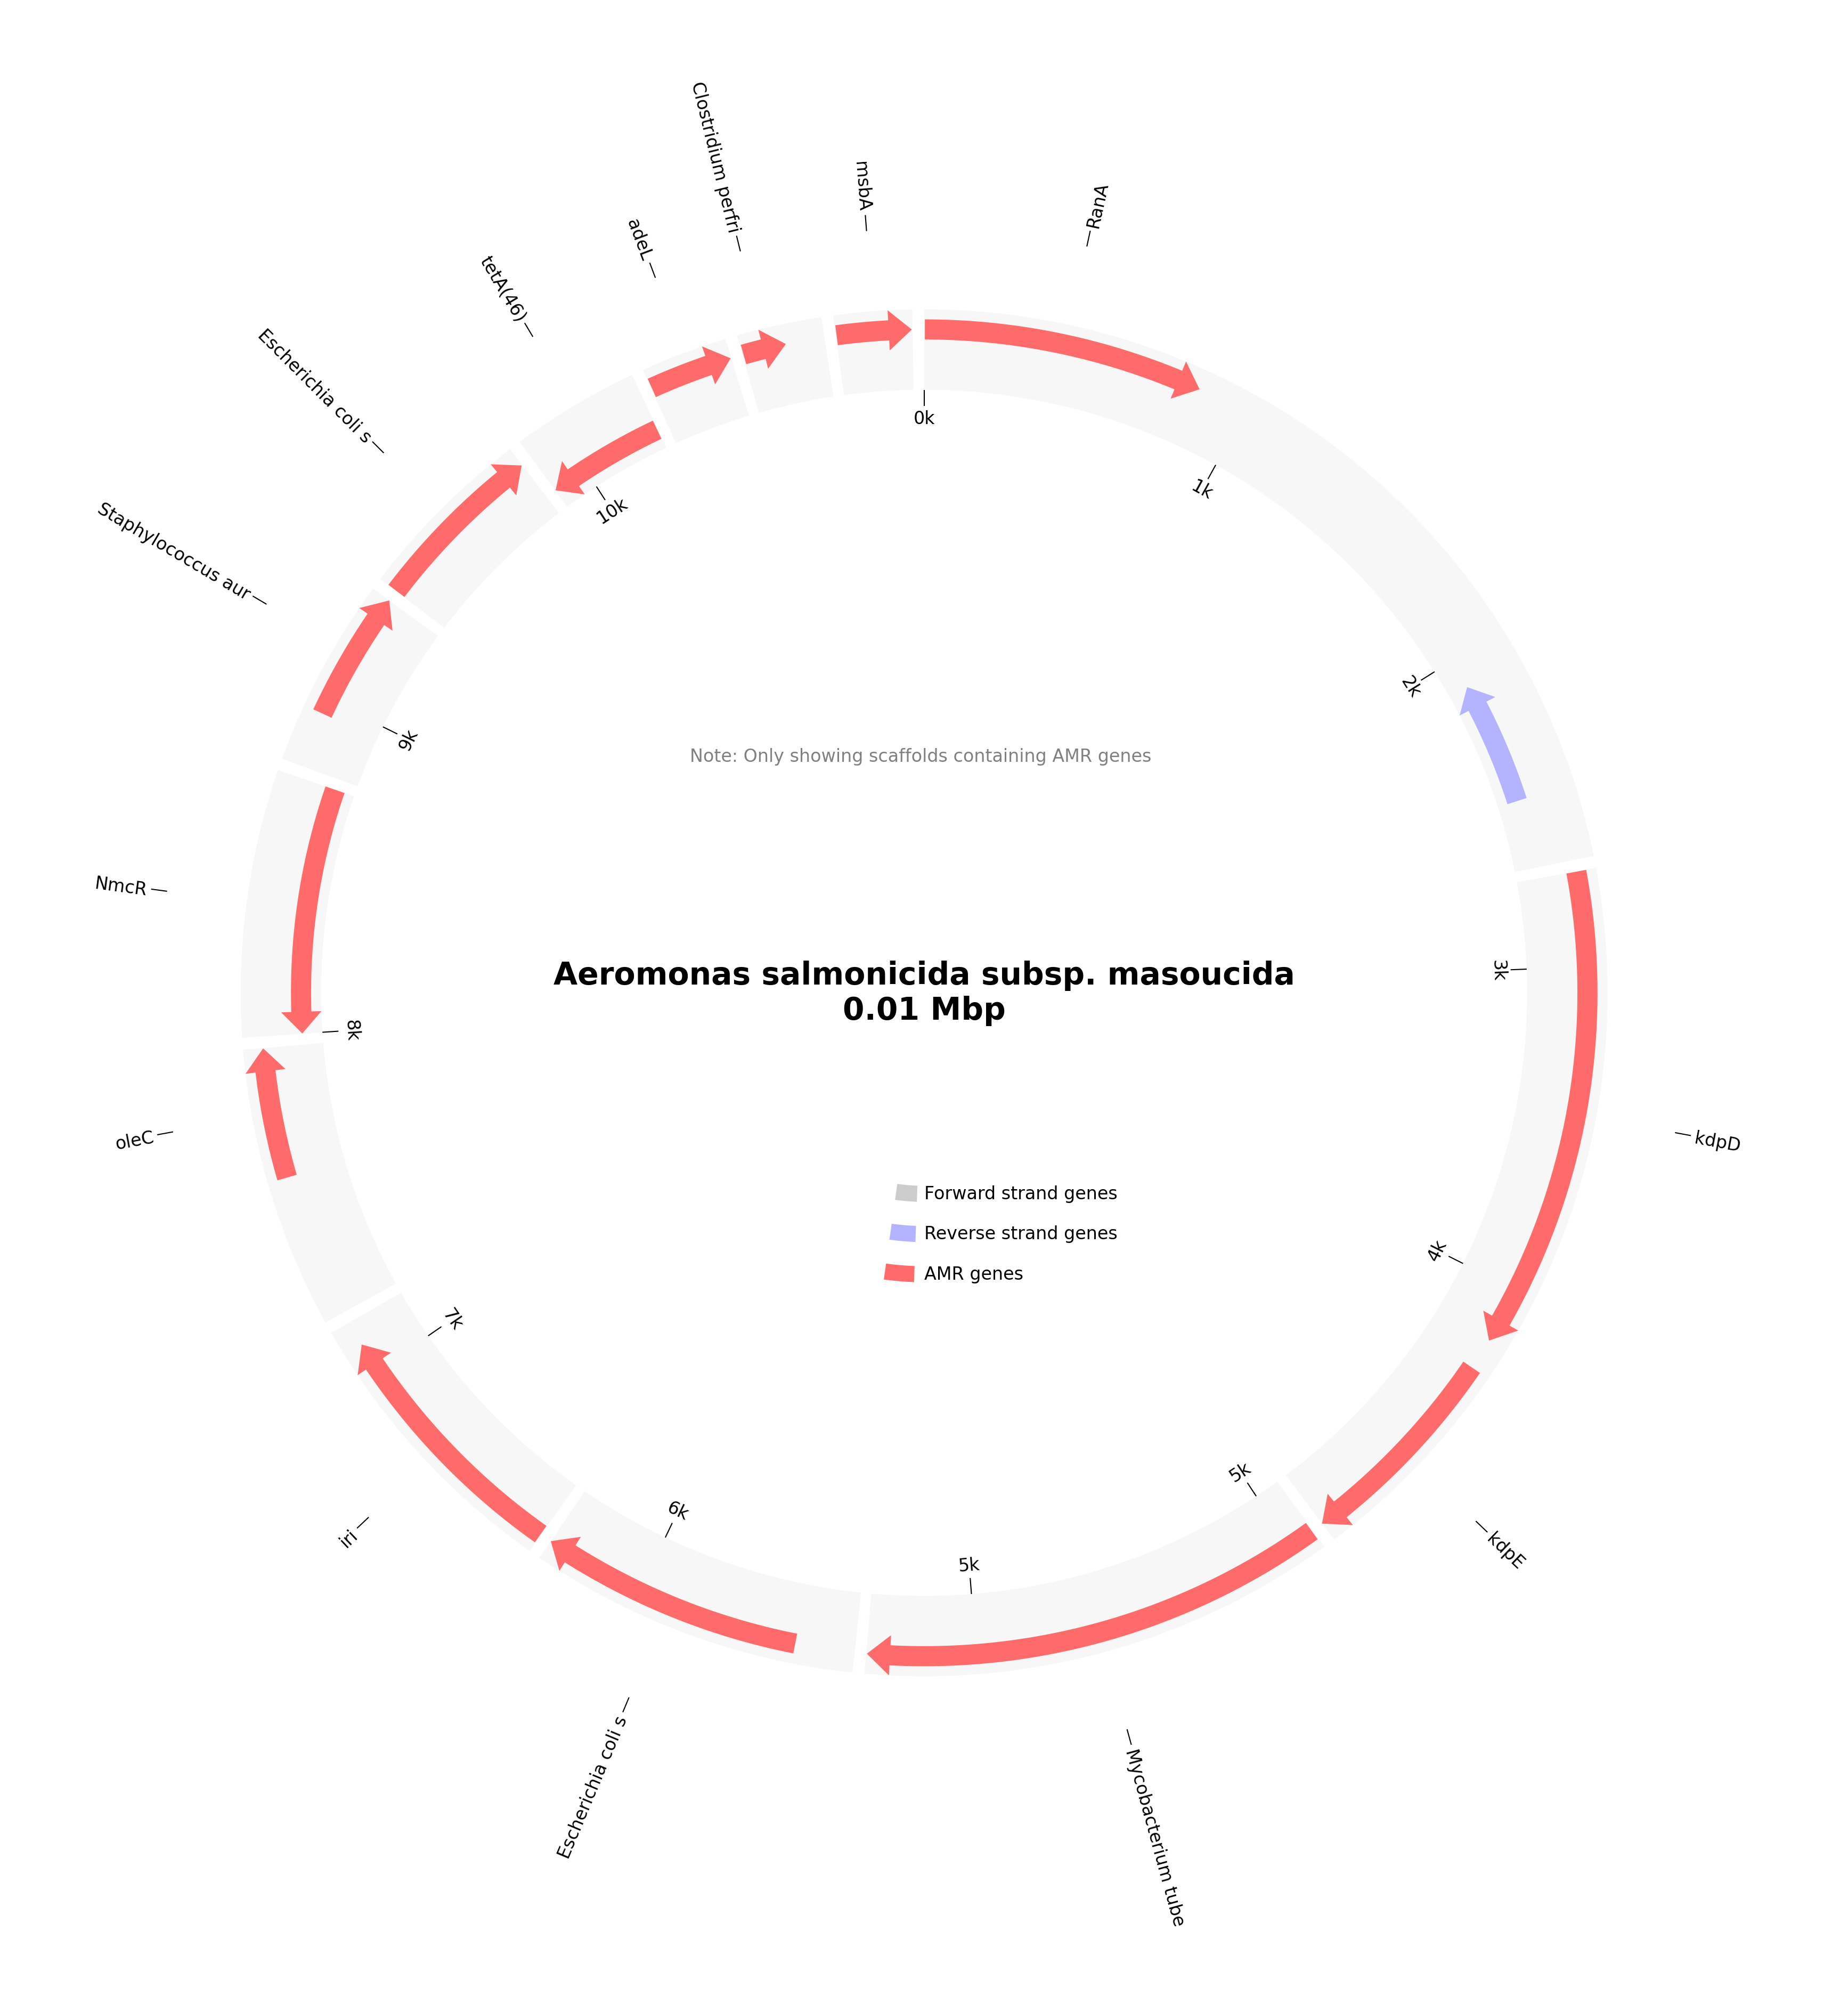 Clostridium perfri
msbA
RanA
adeL
tetA(46)
Escherichia coli s
Staphylococcus aur
NmcR
oleC
iri
Escherichia coli s
Mycobacterium tube
kdpE
kdpD
0k
1k
2k
3k
4k
5k
5k
6k
7k
8k
9k
10k
Note: Only showing scaffolds containing AMR genes
Aeromonas salmonicida subsp. masoucida
0.01 Mbp
Forward strand genes
Reverse strand genes
AMR genes